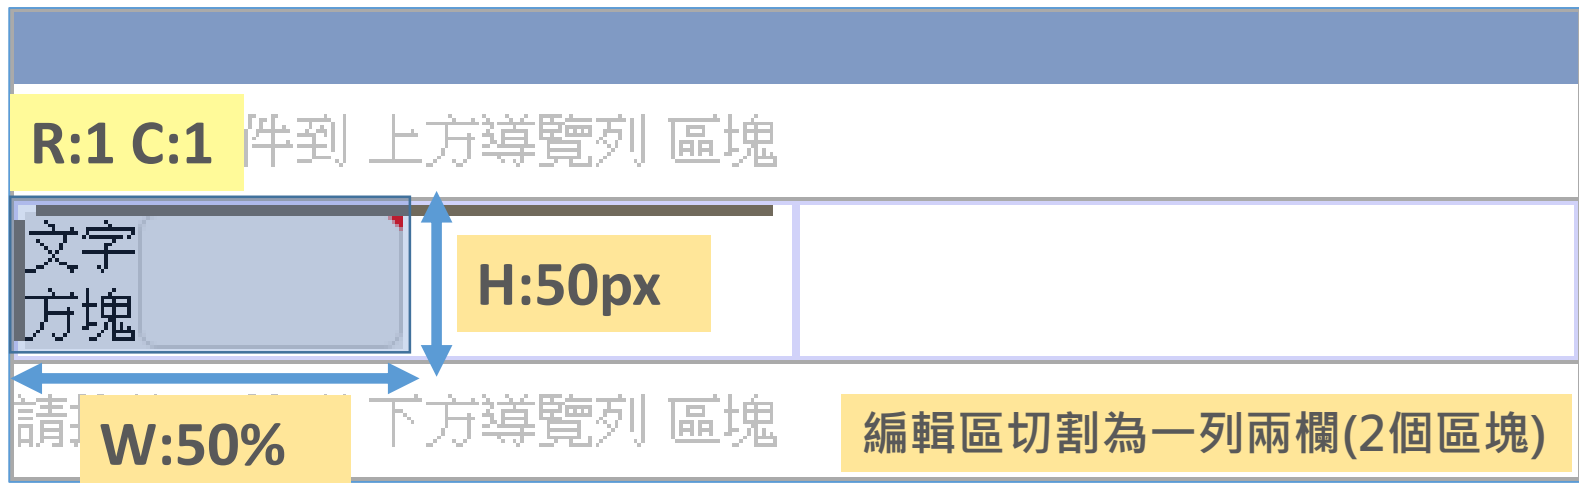 R:1 C:1 件到 上方導覽列 區塊
文字
方塊
H:50px
請 下方導覽列 區塊
W:50%
編輯區切割為一列兩欄(2個區塊)